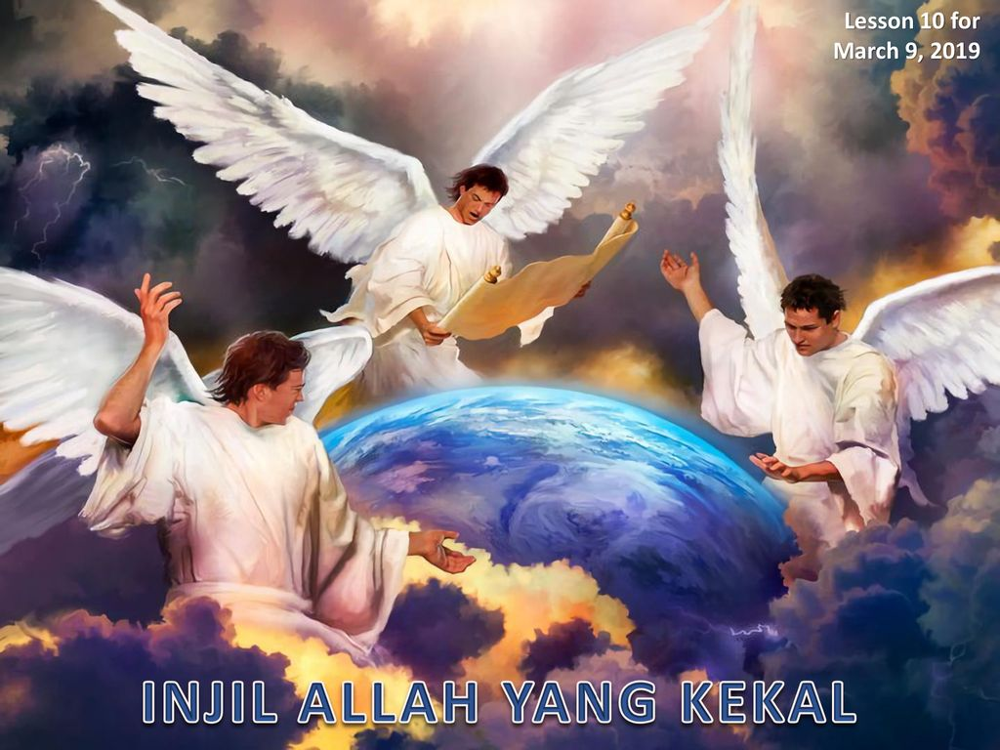 Lesson 10 for
March 9, 2019
INJIL ALLAH YANG KEKAL